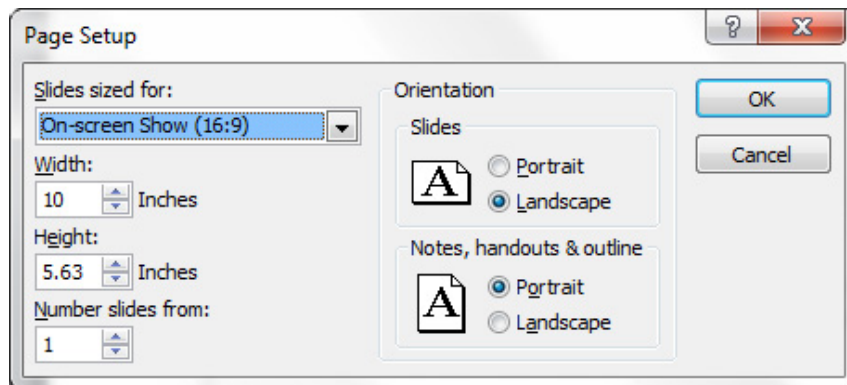 Page Setup
Slides sized for:
On-screen Show (16:9)
Width:
10 Inches
Height:
5.63 Inches
Number slides from:
1
Orientation
Slides
A
Portrait
Landscape
Notes, handouts & outline
A
Portrait
Landscape
?
X
OK
Cancel